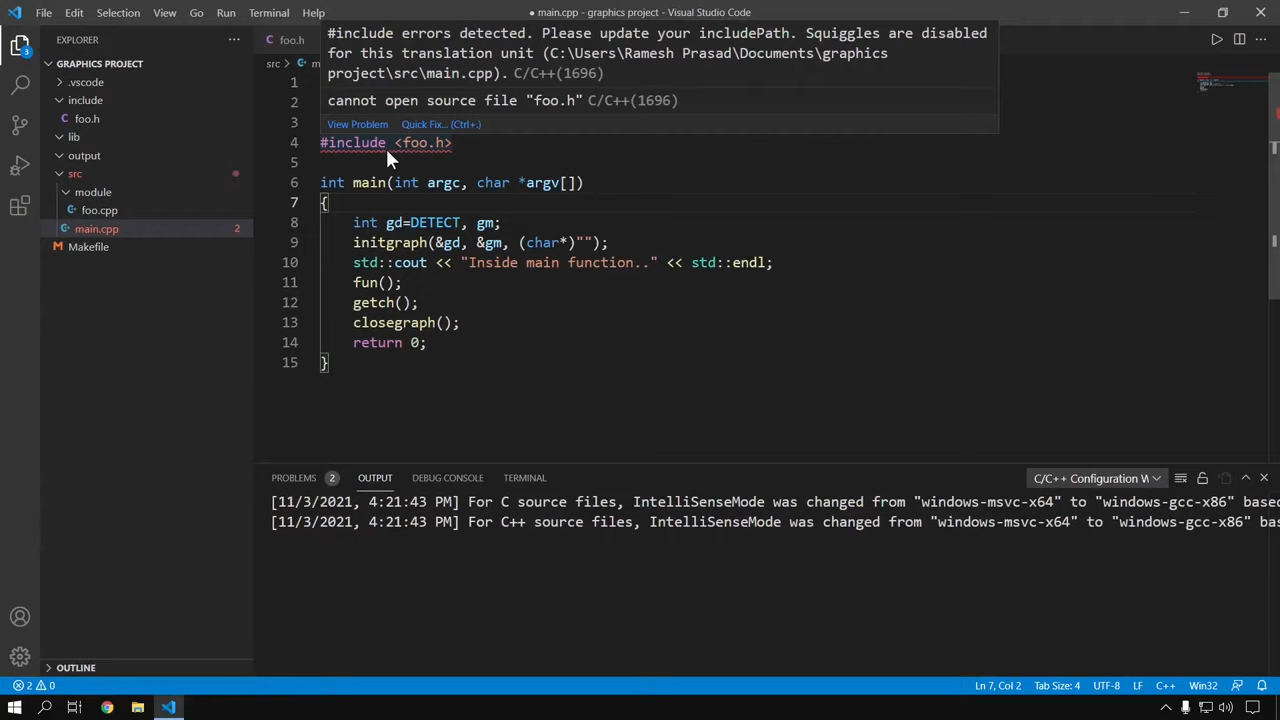 File Edit Selection View Go Run Terminal Help
● main.cpp - graphics project - Visual Studio Code
3
EXPLORER
GRAPHICS PROJECT
.vscode
include
foo.h
lib
output
src
module
foo.cpp
main.cpp 2
Makefile
OUTLINE
foo.h
src
#include errors detected. Please update your includePath. Squiggles are disabled
for this translation unit (C:\Users\Ramesh Prasad\Documents\graphics
project\src\main.cpp). C/C++(1696)
cannot open source file "foo.h" C/C++(1696)
View Problem Quick Fix... (Ctrl+.)
1
2
3
4 #include <foo.h>
5
6 int main(int argc, char *argv[])
7 {
8 int gd=DETECT, gm;
9 initgraph(&gd, &gm, (char*)"");
10 std::cout << "Inside main function.." << std::endl;
11 fun();
12 getch();
13 closegraph();
14 return 0;
15 }
PROBLEMS 2 OUTPUT DEBUG CONSOLE TERMINAL
C/C++ Configuration W
[11/3/2021, 4:21:43 PM] For C source files, IntelliSenseMode was changed from "windows-msvc-x64" to "windows-gcc-x86" base
[11/3/2021, 4:21:43 PM] For C++ source files, IntelliSenseMode was changed from "windows-msvc-x64" to "windows-gcc-x86" ba
2 0
Ln 7, Col 2 Tab Size: 4 UTF-8 LF C++ Win32